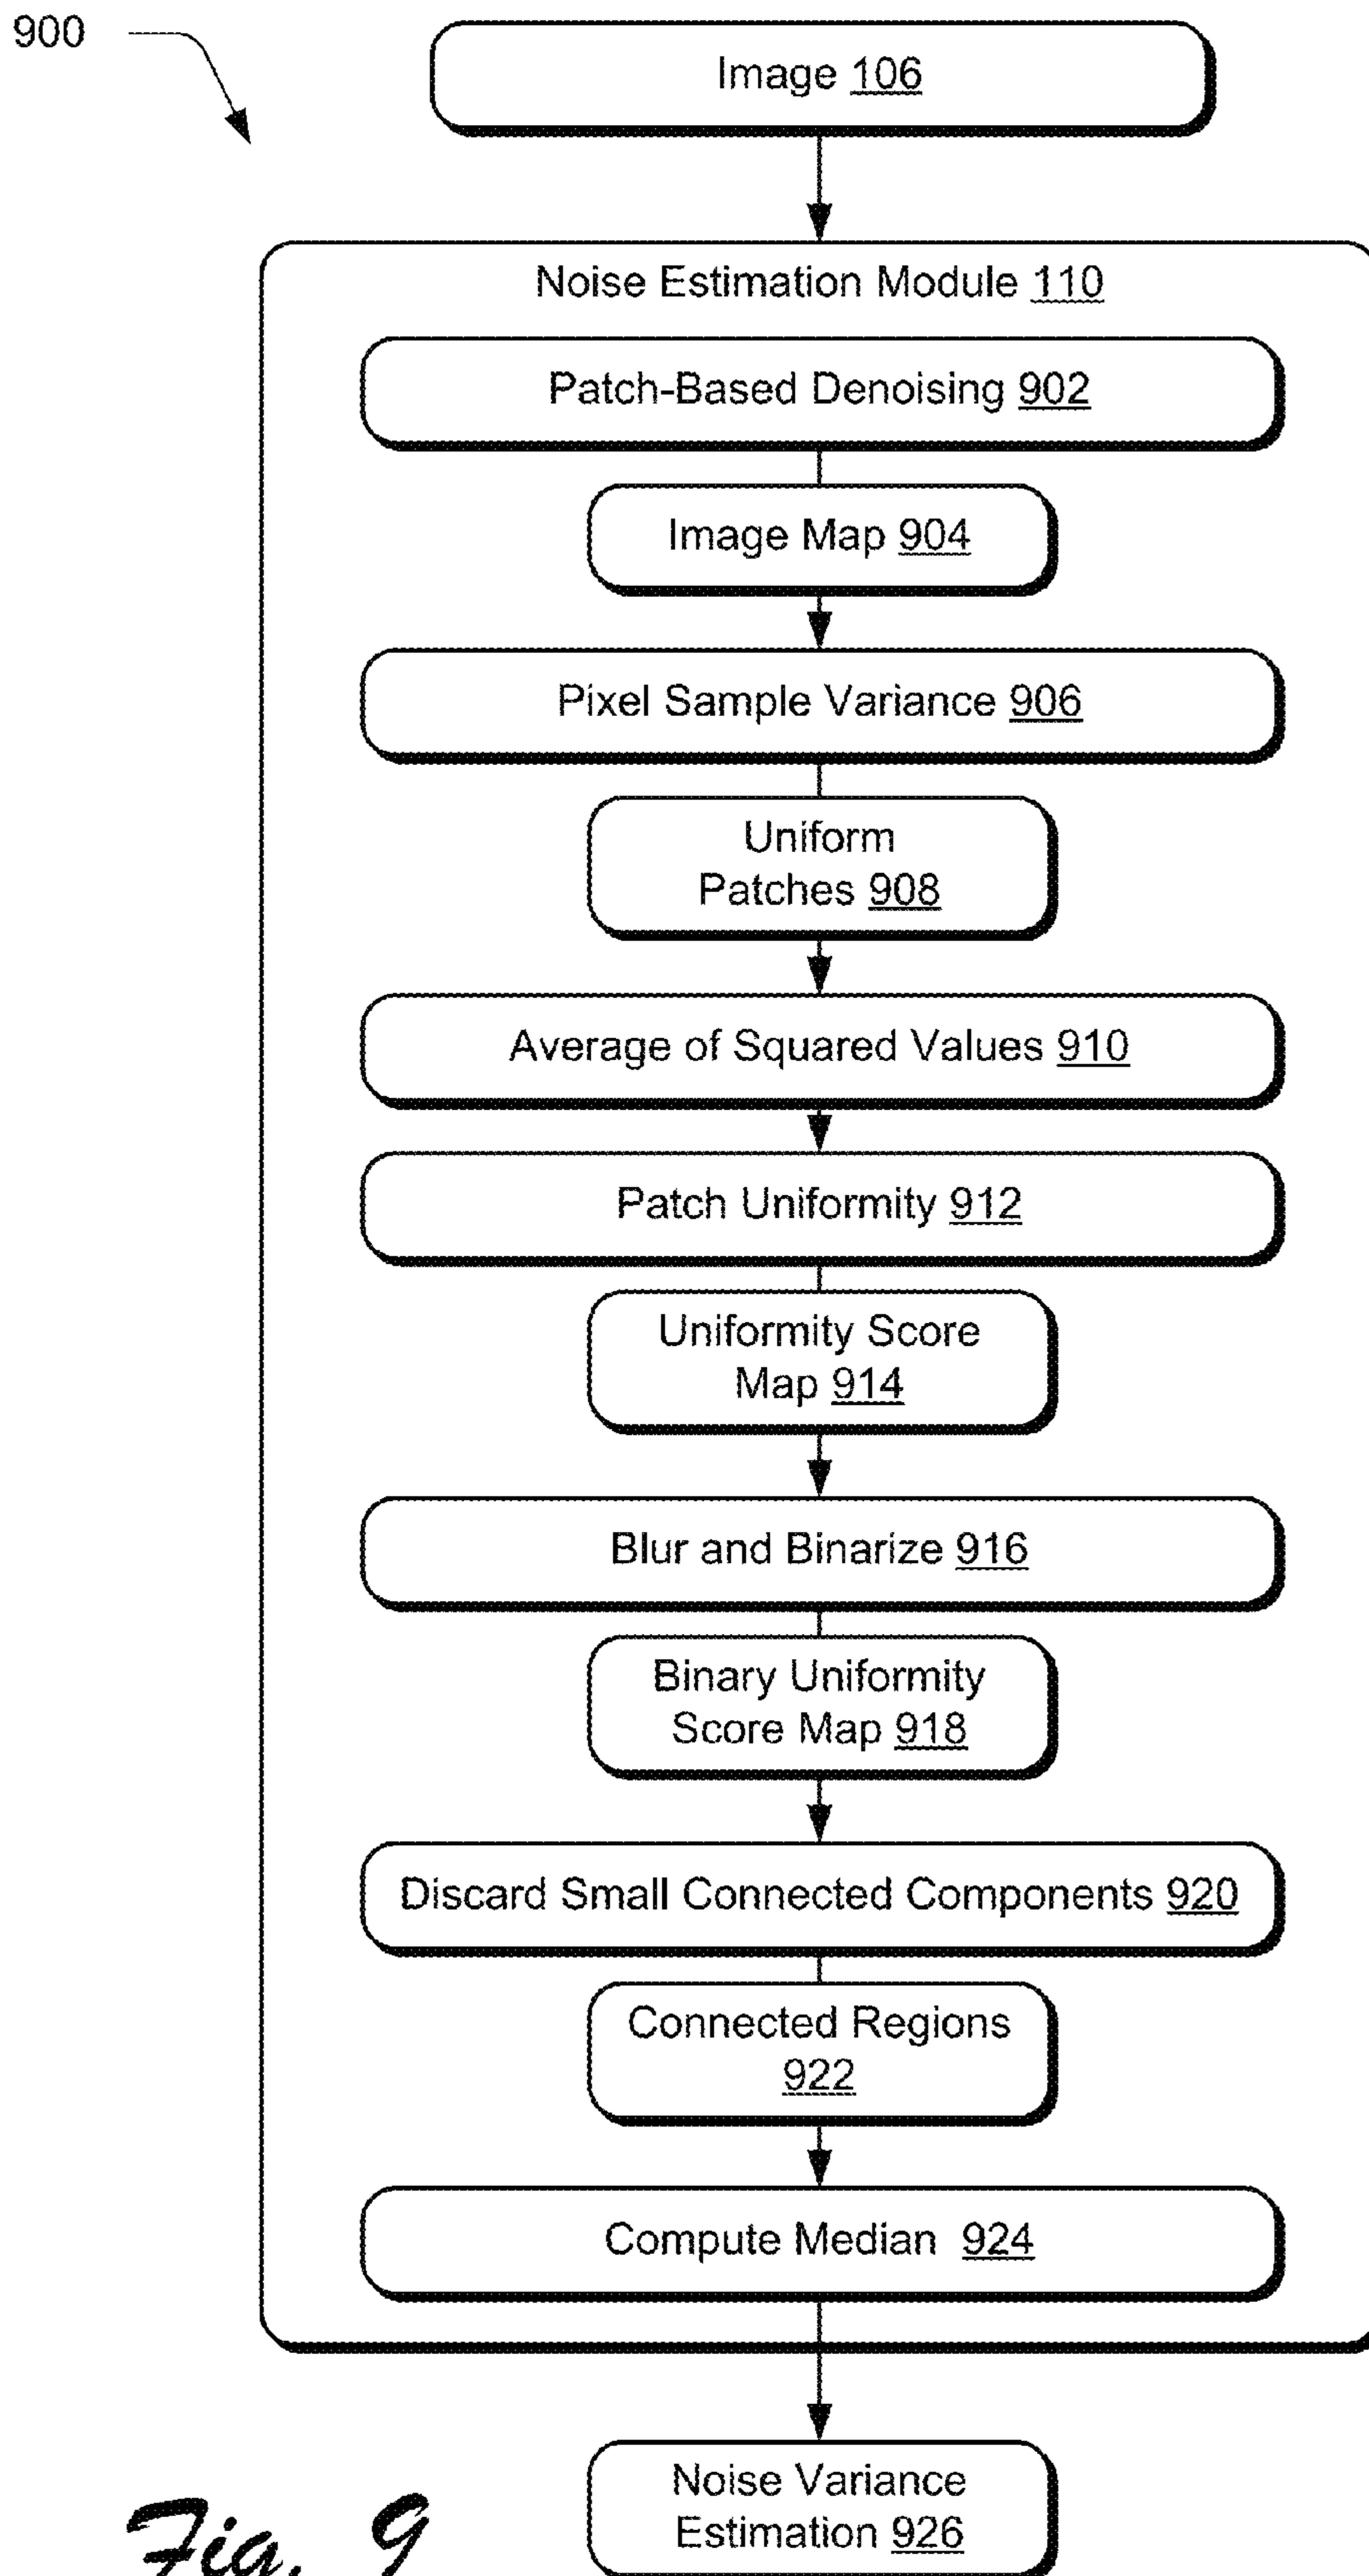 900
Image 106
Noise Estimation Module 110
Patch-Based Denoising 902
Image Map 904
Pixel Sample Variance 906
Uniform
Patches 908
Average of Squared Values 910
Patch Uniformity 912
Uniformity Score
Map 914
Blur and Binarize 916
Binary Uniformity
Score Map 918
Discard Small Connected Components 920
Connected Regions
922
Compute Median 924
Noise Variance
Estimation 926
Fig. 9